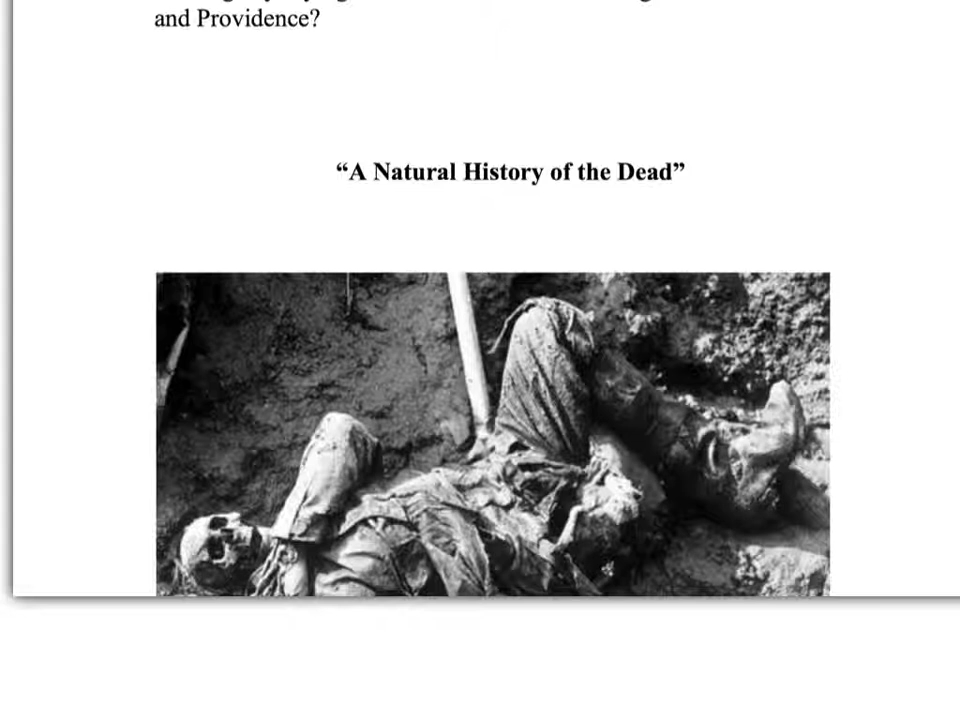 and Providence?
“A Natural History of the Dead”